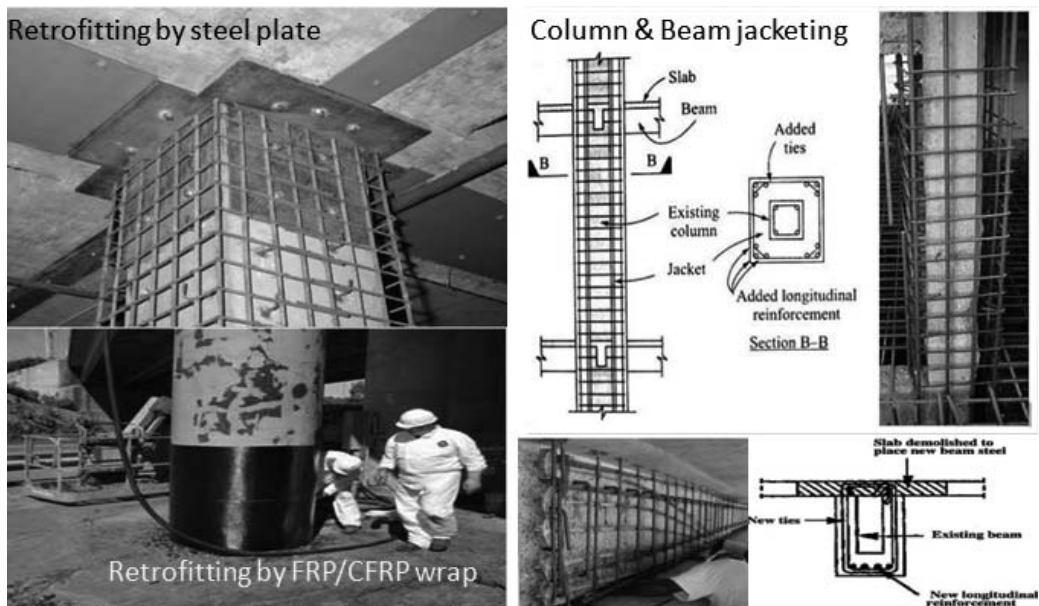 Retrofitting by steel plate
Retrofitting by FRP/CFRP wrap
Column & Beam jacketing
Slab
Beam
Added
ties
B
B
Existing
column
Jacket
Added longitudinal
reinforcement
Section B–B
Slab demolished to
place new beam steel
New ties
Existing beam
New longitudinal
reinforcement